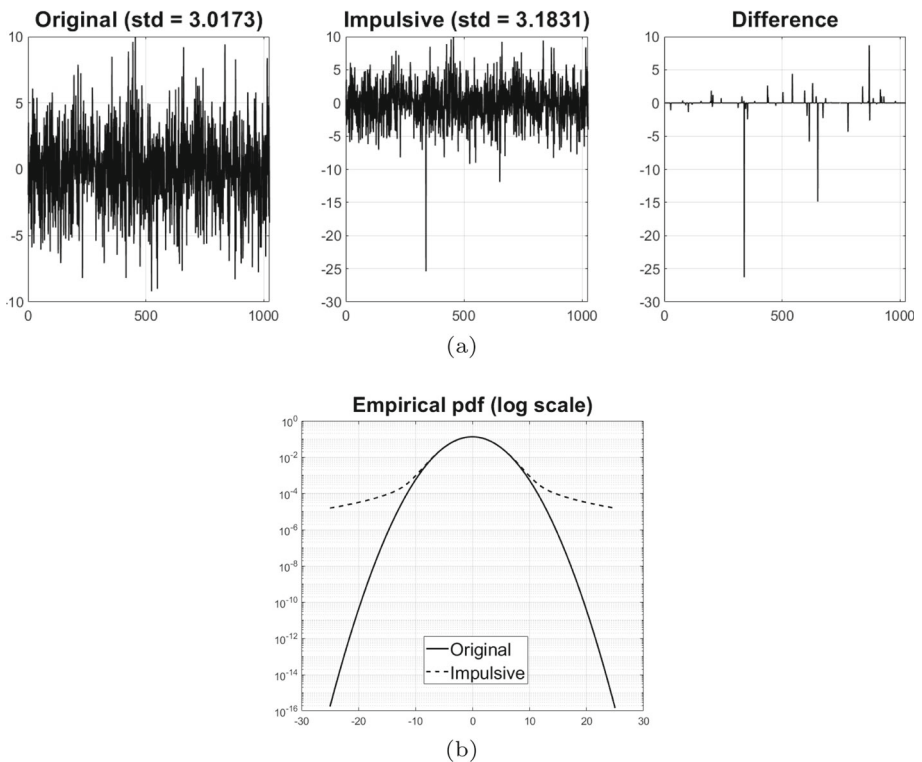 Original (std = 3.0173) Impulsive (std = 3.1831) Difference
10 10 10
5 5
5 0 0
-5 -5
0 -10 -10
-15 -15
-5 -20 -20
-25 -25
-10 -30 -30
0 500 1000 0 500 1000 0 500 1000
(a)
Empirical pdf (log scale)
10^0
10^-2
10^-4
10^-6
10^-8
10^-10
10^-12
Original
10^-14
Impulsive
10^-16
-30 -20 -10 0 10 20 30
(b)